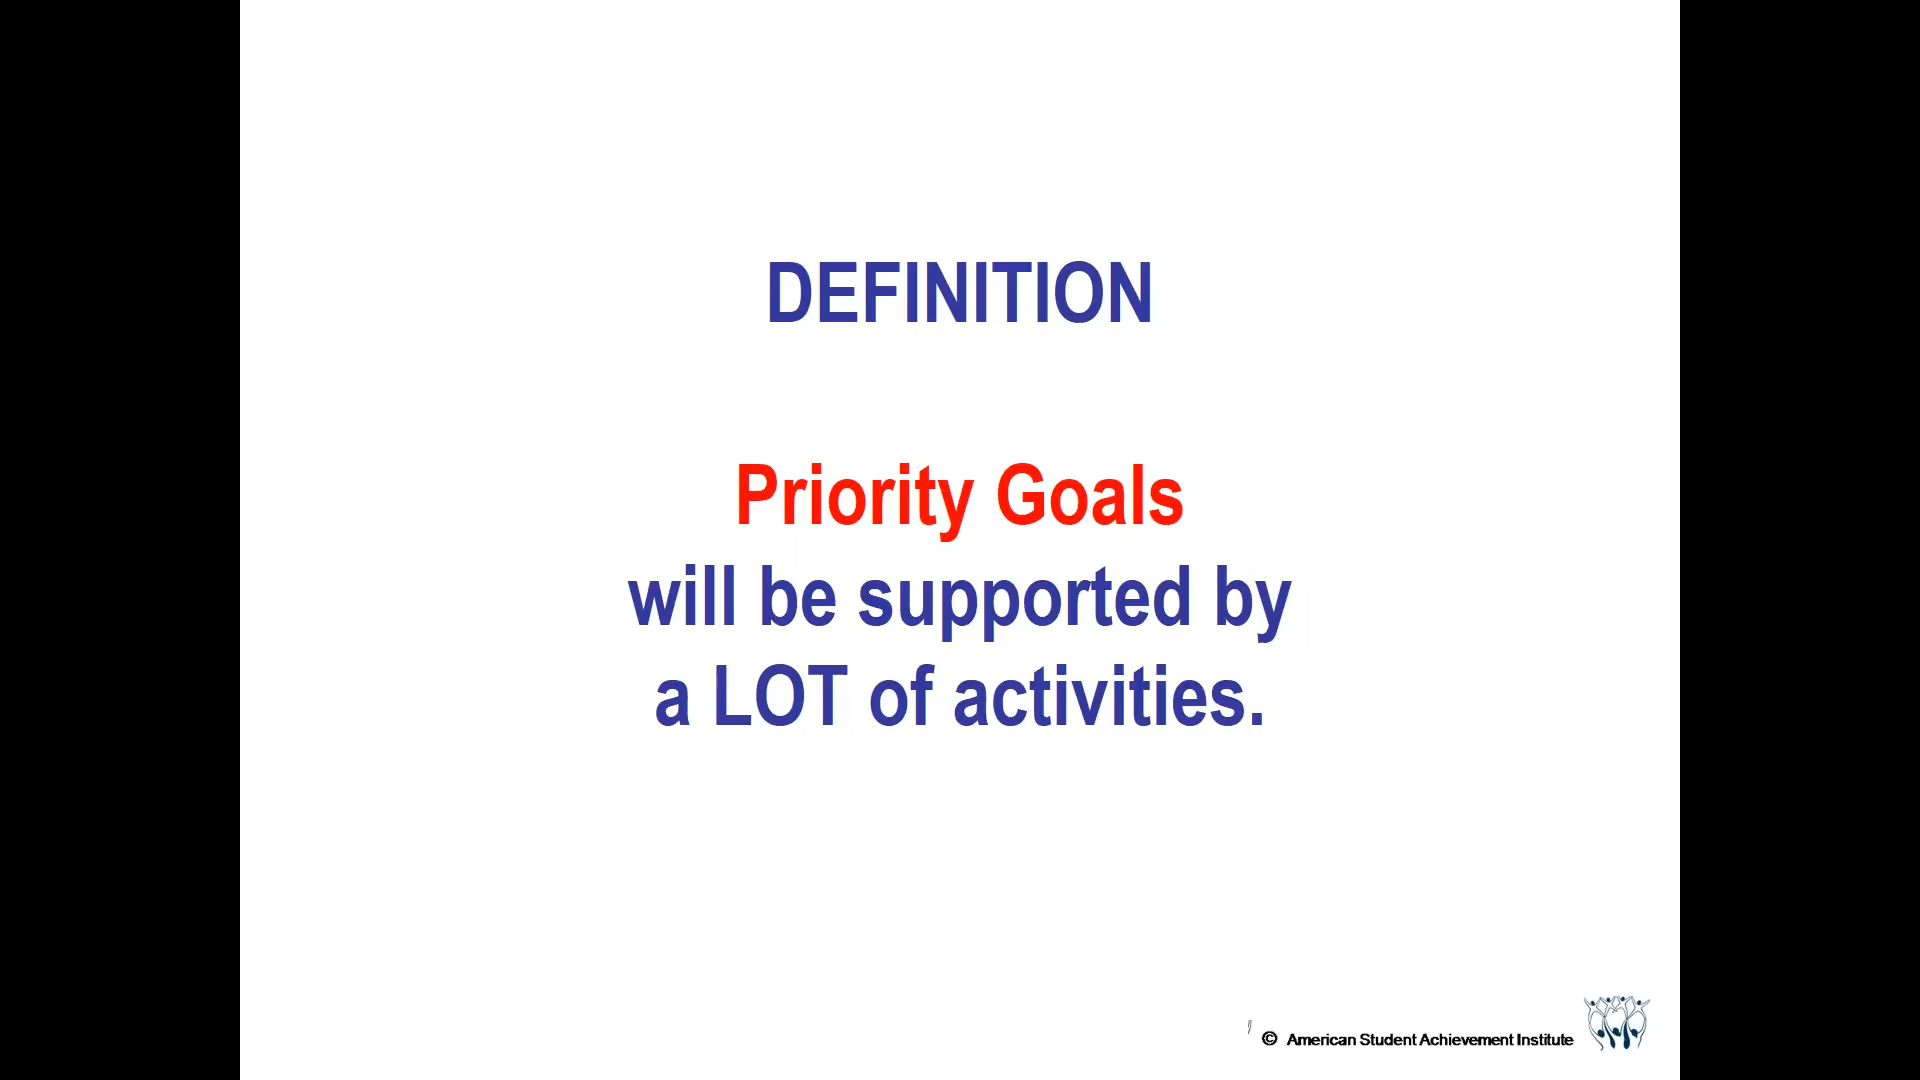 DEFINITION
Priority Goals
will be supported by
a LOT of activities.
© American Student Achievement Institute